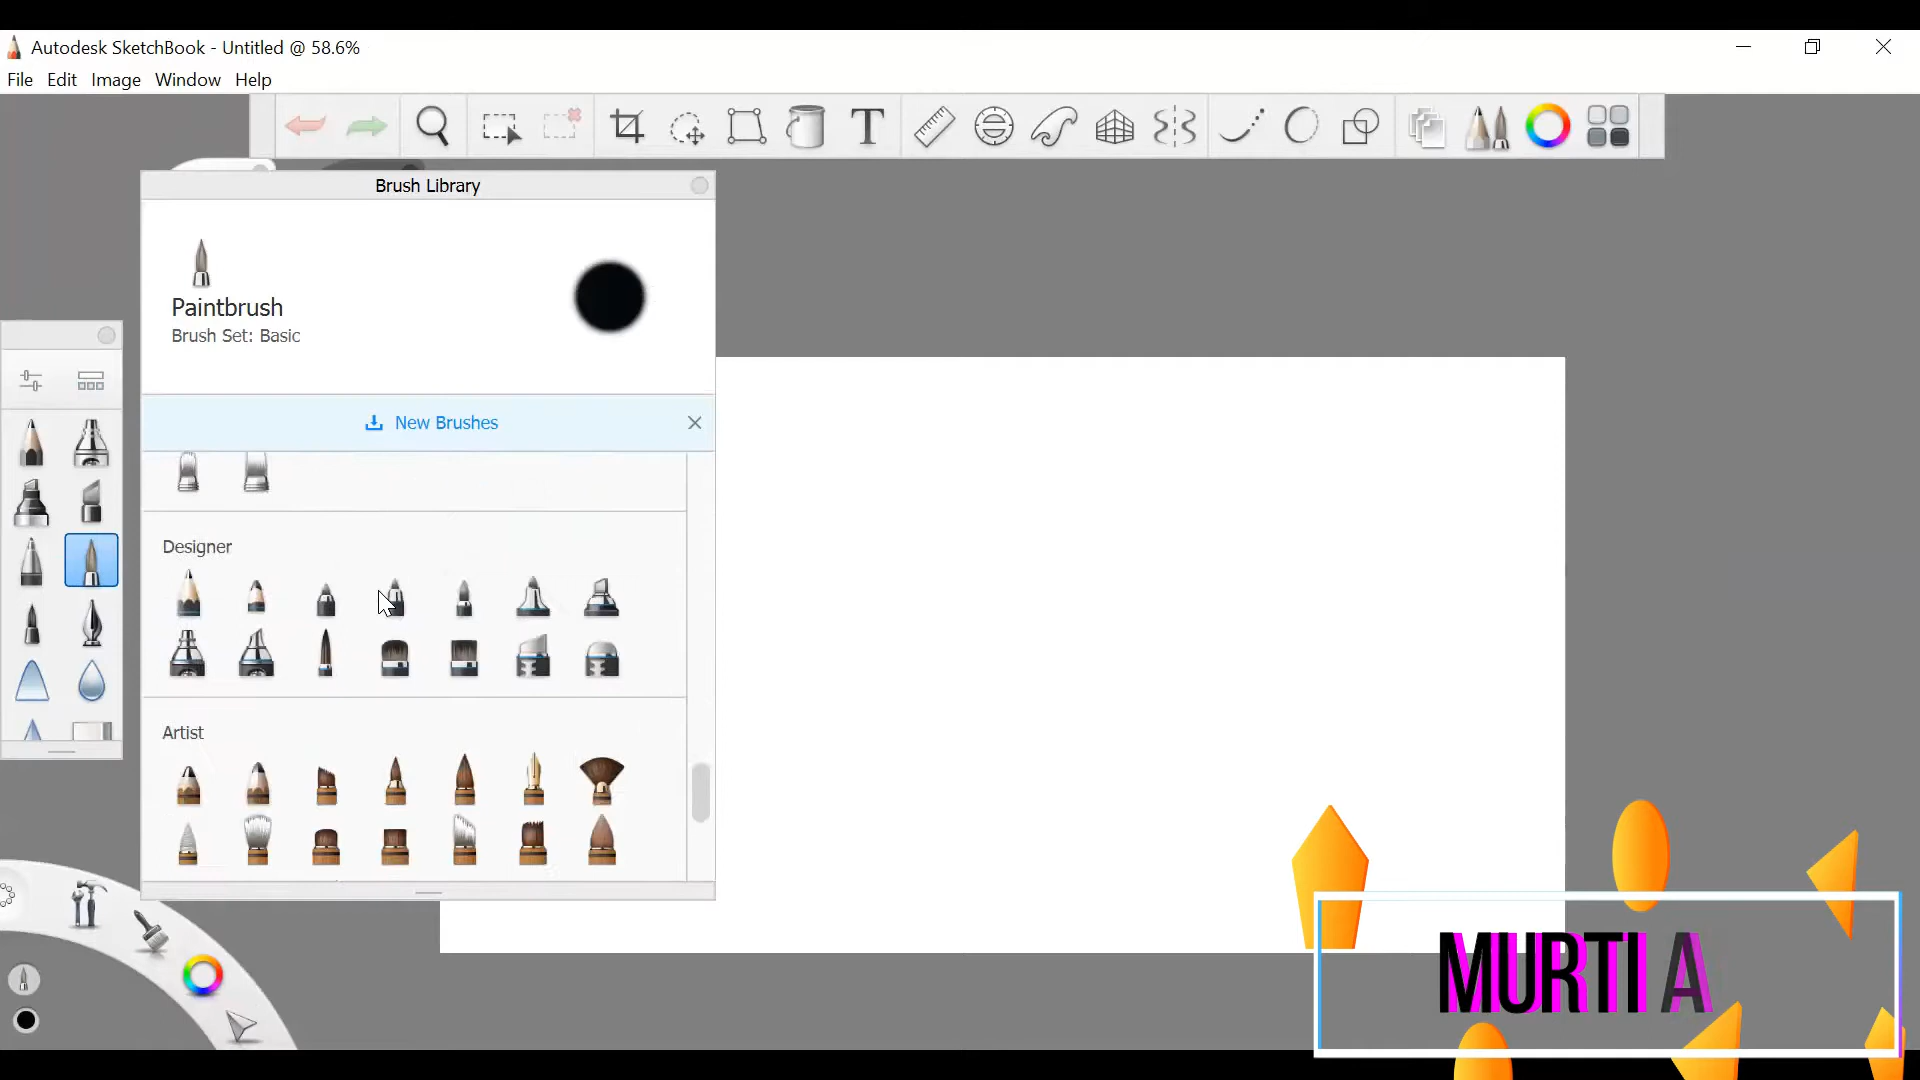 Autodesk SketchBook - Untitled @ 58.6%
File Edit Image Window Help
T
Brush Library
Paintbrush
Brush Set: Basic
New Brushes
Designer
Artist
MURTI A